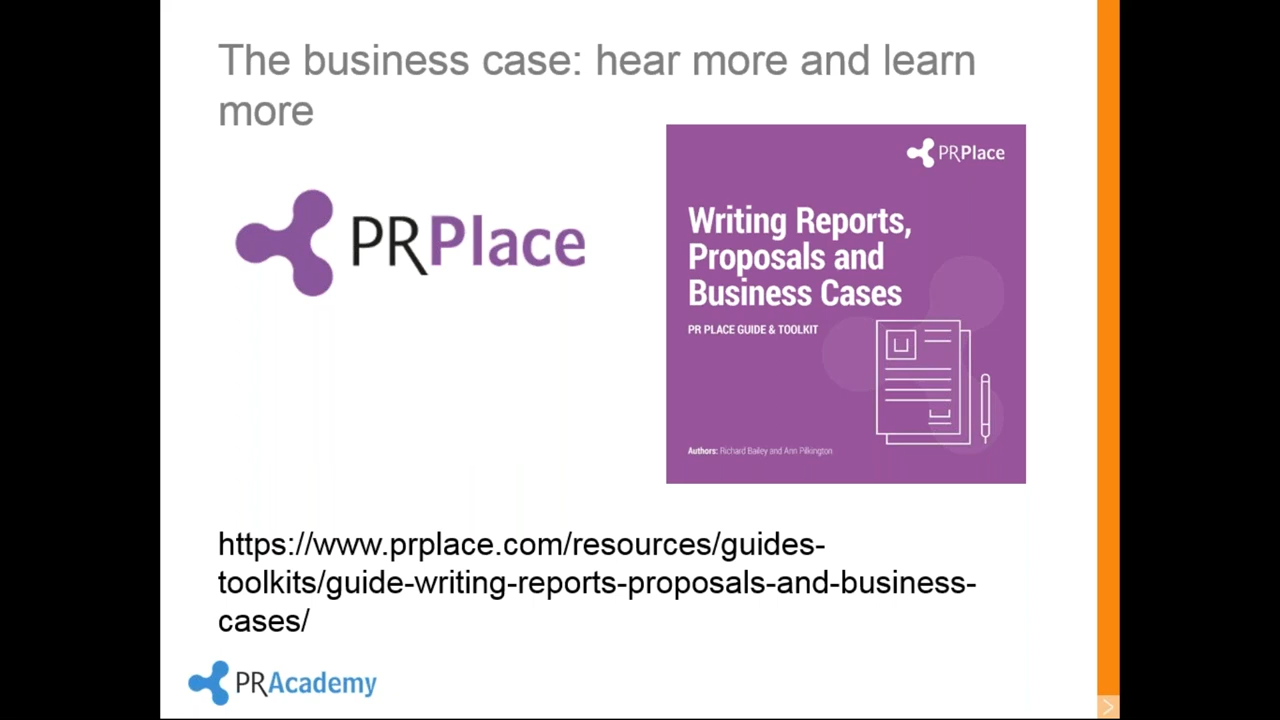 The business case: hear more and learn
more
PRPlace
PRPlace
Writing Reports,
Proposals and
Business Cases
PR PLACE GUIDE & TOOLKIT
Authors: Richard Bailey and Ann Pilkington
https://www.prplace.com/resources/guides-
toolkits/guide-writing-reports-proposals-and-business-
cases/
PRAcademy